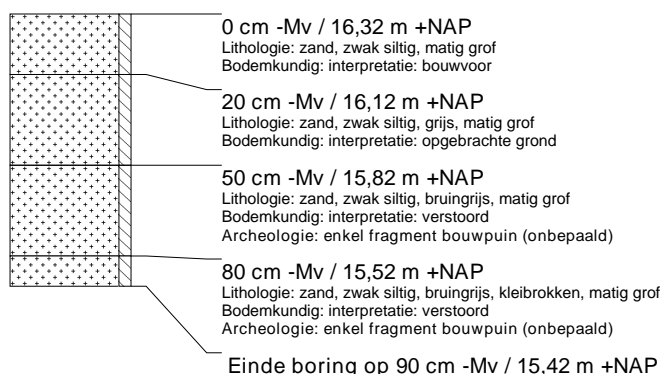 0 cm -Mv / 16,32 m +NAP
Lithologie: zand, zwak siltig, matig grof
Bodemkundig: interpretatie: bouwvoor
20 cm -Mv / 16,12 m +NAP
Lithologie: zand, zwak siltig, grijs, matig grof
Bodemkundig: interpretatie: opgebrachte grond
50 cm -Mv / 15,82 m +NAP
Lithologie: zand, zwak siltig, bruingrijs, matig grof
Bodemkundig: interpretatie: verstoord
Archeologie: enkel fragment bouwpuin (onbepaald)
80 cm -Mv / 15,52 m +NAP
Lithologie: zand, zwak siltig, bruingrijs, kleibrokken, matig grof
Bodemkundig: interpretatie: verstoord
Archeologie: enkel fragment bouwpuin (onbepaald)
Einde boring op 90 cm -Mv / 15,42 m +NAP